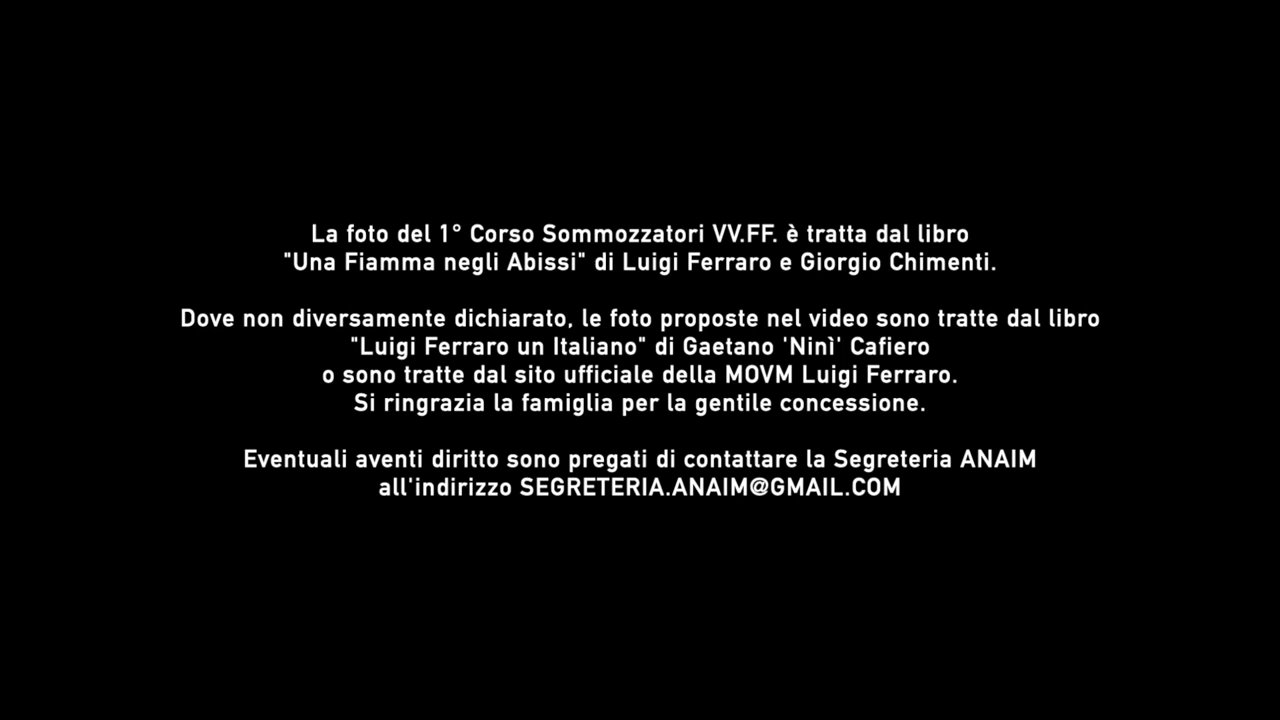 La foto del 1° Corso Sommozzatori VV.FF. è tratta dal libro
"Una Fiamma negli Abissi" di Luigi Ferraro e Giorgio Chimenti.
Dove non diversamente dichiarato, le foto proposte nel video sono tratte dal libro
"Luigi Ferraro un Italiano" di Gaetano 'Ninì' Cafiero
o sono tratte dal sito ufficiale della MOVM Luigi Ferraro.
Si ringrazia la famiglia per la gentile concessione.
Eventuali aventi diritto sono pregati di contattare la Segreteria ANAIM
all'indirizzo SEGRETERIA.ANAIM@GMAIL.COM